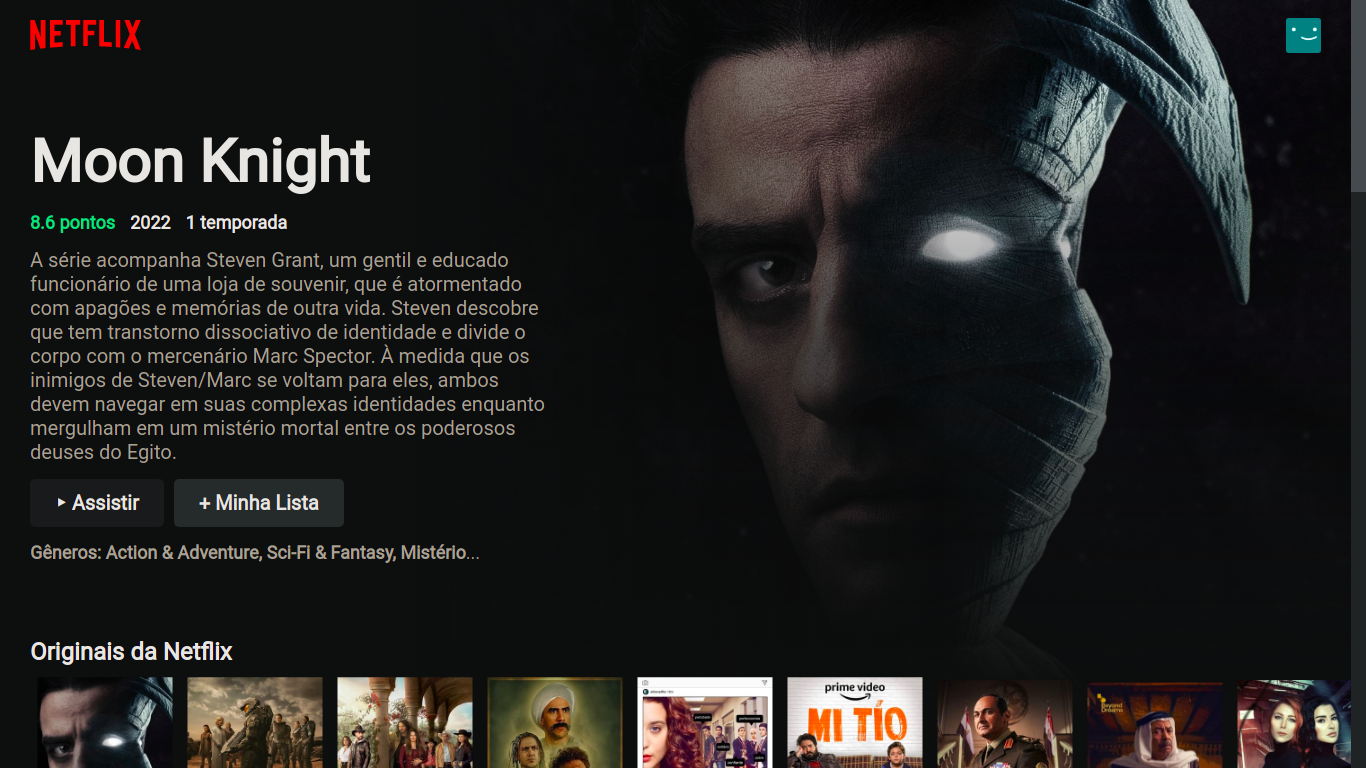 NETFLIX
Moon Knight
8.6 pontos 2022 1 temporada
A série acompanha Steven Grant, um gentil e educado
funcionário de uma loja de souvenir, que é atormentado
com apagões e memórias de outra vida. Steven descobre
que tem transtorno dissociativo de identidade e divide o
corpo com o mercenário Marc Spector. À medida que os
inimigos de Steven/Marc se voltam para eles, ambos
devem navegar em suas complexas identidades enquanto
mergulham em um mistério mortal entre os poderosos
deuses do Egito.
Assistir
+ Minha Lista
Gêneros: Action & Adventure, Sci-Fi & Fantasy, Mistério...
Originais da Netflix
prime video
MI TÍO
Beyond
Dreams